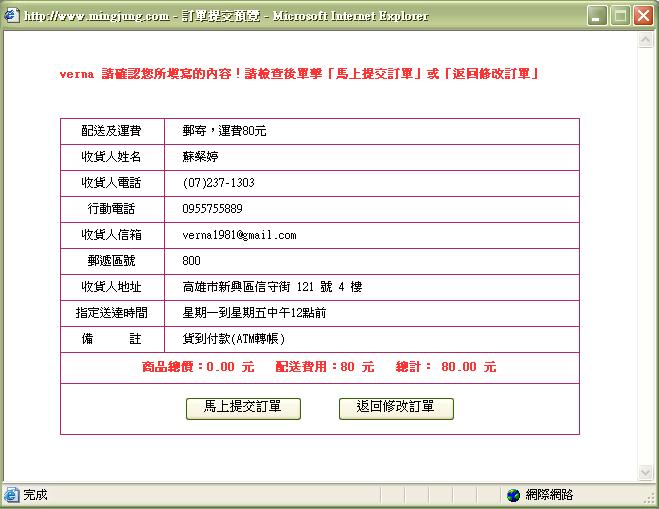 http://www.mingjung.com - 訂單提交預覽 - Microsoft Internet Explorer
verna 請確認您所填寫的內容！請檢查後單擊「馬上提交訂單」或「返回修改訂單」
配送及運費 郵寄，運費80元
收貨人姓名 蘇粲婷
收貨人電話 (07)237-1303
行動電話 0955755889
收貨人信箱 verna1981@gmail.com
郵遞區號 800
收貨人地址 高雄市新興區信守街 121 號 4 樓
指定送達時間 星期一到星期五中午12點前
備 註 貨到付款(ATM轉帳)
商品總價：0.00 元 配送費用：80 元 總計： 80.00 元
馬上提交訂單 返回修改訂單
完成 網際網路